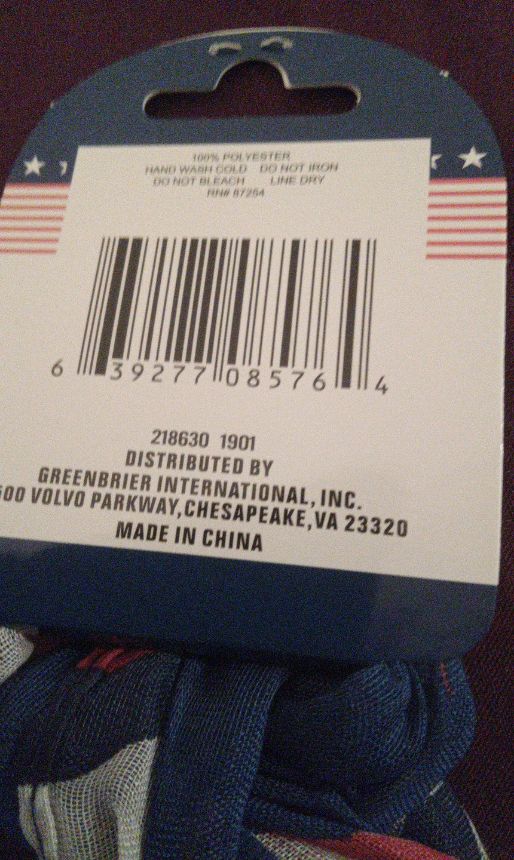 100% POLYESTER
HAND WASH COLD DO NOT IRON
DO NOT BLEACH LINE DRY
RN# 87254
6 39277 08576 4
218630 1901
DISTRIBUTED BY
GREENBRIER INTERNATIONAL, INC.
500 VOLVO PARKWAY, CHESAPEAKE, VA 23320
MADE IN CHINA